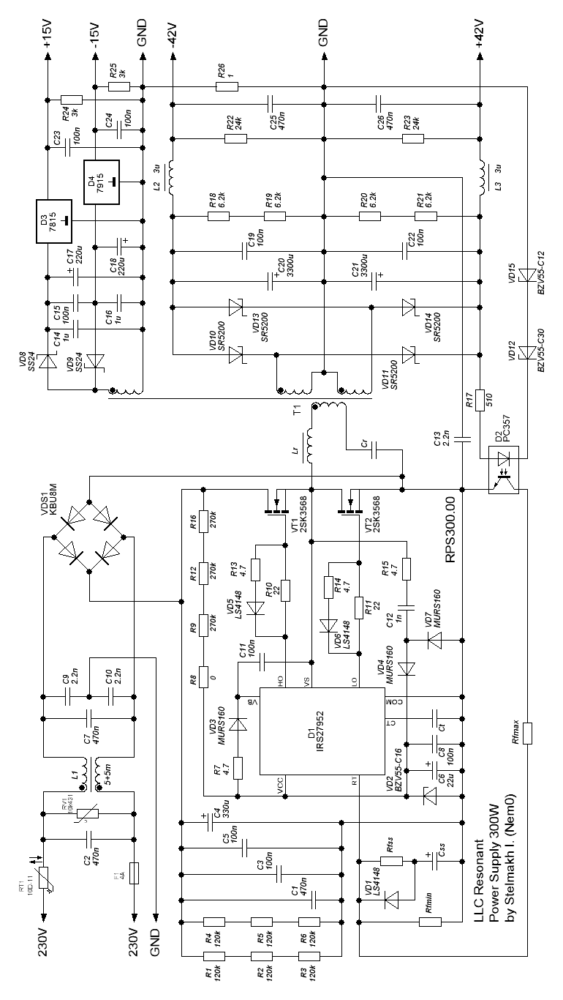 +15V
-15V
GND
-42V
GND
+42V
R25
3k
R24
3k
R26
1
C23
100n
C24
100n
C25
470n
C26
470n
R22
24k
R23
24k
D4
7915
D3
7815
L2
3u
L3
3u
R18
6.2k
R19
6.2k
R20
6.2k
R21
6.2k
C17
220u
C18
220u
C19
100n
C22
100n
C20
3300u
C21
3300u
C15
100n
C16
1u
C14
1u
VD13
SR5200
VD14
SR5200
VD10
SR5200
VD11
SR5200
VD15
BZV55-C12
VD12
BZV55-C30
VD8
SS24
VD9
SS24
T1
Lr
Cr
R17
510
C13
2.2n
D2
PC357
VDS1
KBU8M
VT1
2SK3568
VT2
2SK3568
RPS300.00
R16
270k
R12
270k
R9
270k
R8
0
R13
4.7
R10
22
VD5
LS4148
R14
4.7
R11
22
VD6
LS4148
R15
4.7
C12
1n
VD7
MURS160
VD4
MURS160
C11
100n
VD3
MURS160
R7
4.7
D1
IRS27952
HO
VS
LO
VB
COM
CT
VCC
RT
VD2
BZV55-C16
Ct
C8
100n
C6
22u
Rfmax
C9
2.2n
C10
2.2n
C7
470n
L1
5+5m
RV1
10k431
C2
470n
RT1
10D-11
F1
4A
C4
330u
C5
100n
C3
100n
C1
470n
R4
120k
R5
120k
R6
120k
R1
120k
R2
120k
R3
120k
Rfss
Css
VD1
LS4148
Rfmin
230V
230V
GND
LLC Resonant
Power Supply 300W
by Stelmakh I. (Nem0)